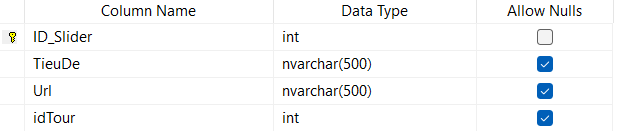 Column Name Data Type Allow Nulls
ID_Slider int
TieuDe nvarchar(500)
Url nvarchar(500)
idTour int